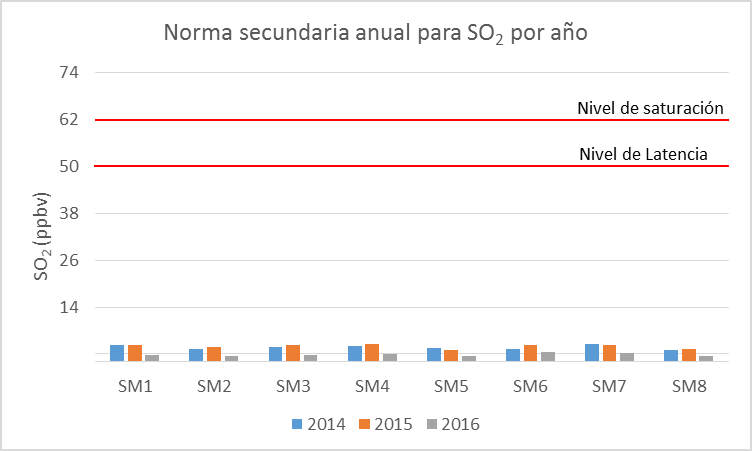 Norma secundaria anual para SO₂ por año
SO₂ (ppbv)
74
62
50
38
26
14
Nivel de saturación
Nivel de Latencia
SM1 SM2 SM3 SM4 SM5 SM6 SM7 SM8
2014 2015 2016